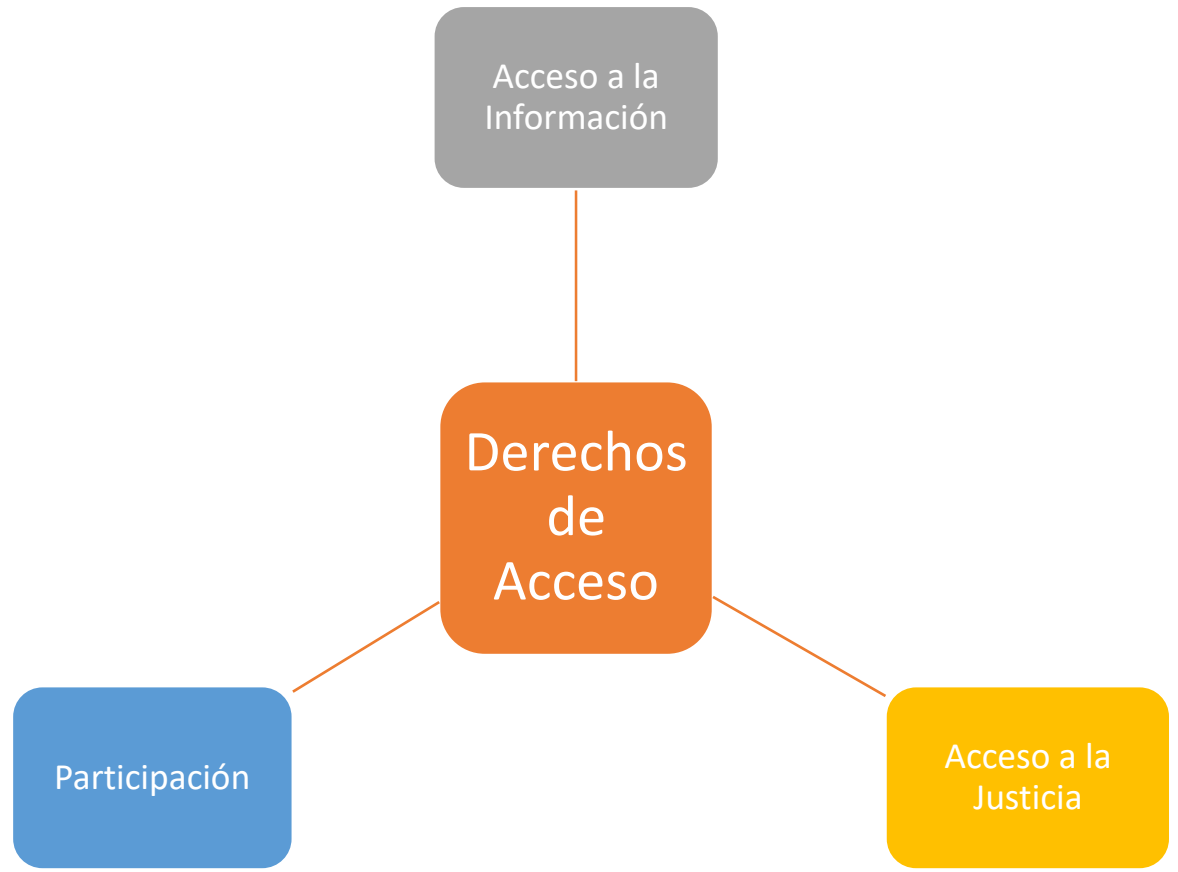 Acceso a la
Información
Derechos
de
Acceso
Participación
Acceso a la
Justicia